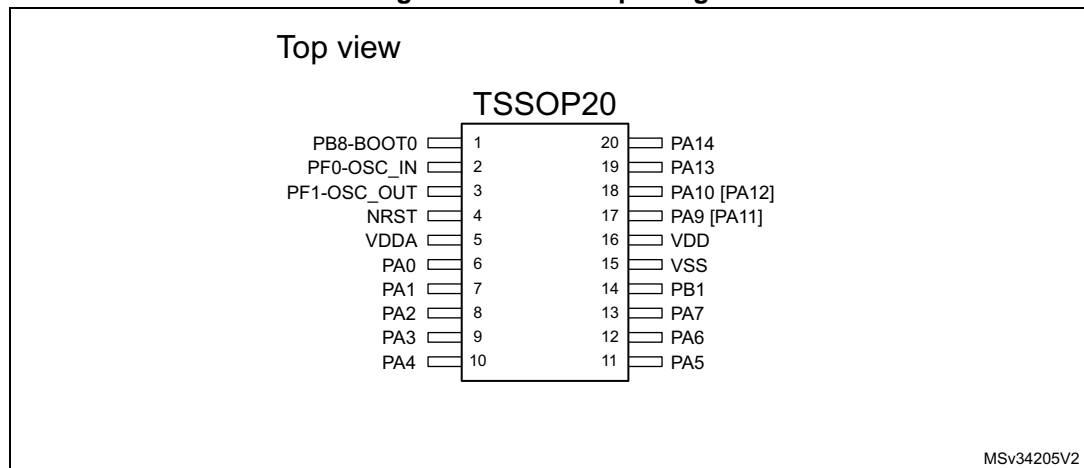 Top view
TSSOP20
PB8-BOOT0 1 20 PA14
PF0-OSC_IN 2 19 PA13
PF1-OSC_OUT 3 18 PA10 [PA12]
NRST 4 17 PA9 [PA11]
VDDA 5 16 VDD
PA0 6 15 VSS
PA1 7 14 PB1
PA2 8 13 PA7
PA3 9 12 PA6
PA4 10 11 PA5
MSv34205V2